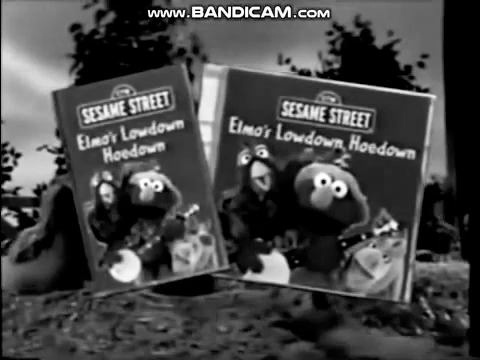 www.BANDICAM.com
SESAME STREET
Elmo's Lowdown
Hoedown
SESAME STREET
Elmo's Lowdown Hoedown